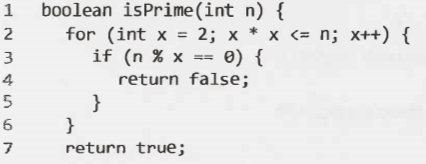 1 boolean isPrime(int n) {
2 for (int x = 2; x * x <= n; x++) {
3 if (n % x == 0) {
4 return false;
5 }
6 }
7 return true;